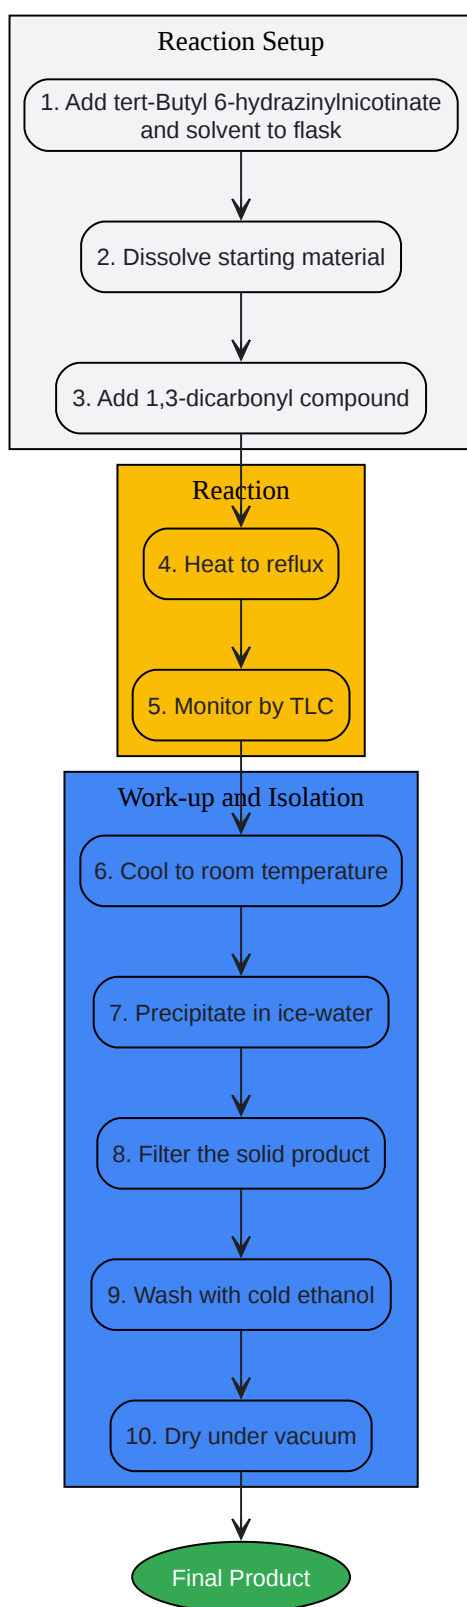 Reaction Setup
1. Add tert-Butyl 6-hydrazinylnicotinate
and solvent to flask
2. Dissolve starting material
3. Add 1,3-dicarbonyl compound
Reaction
4. Heat to reflux
5. Monitor by TLC
Work-up and Isolation
6. Cool to room temperature
7. Precipitate in ice-water
8. Filter the solid product
9. Wash with cold ethanol
10. Dry under vacuum
Final Product